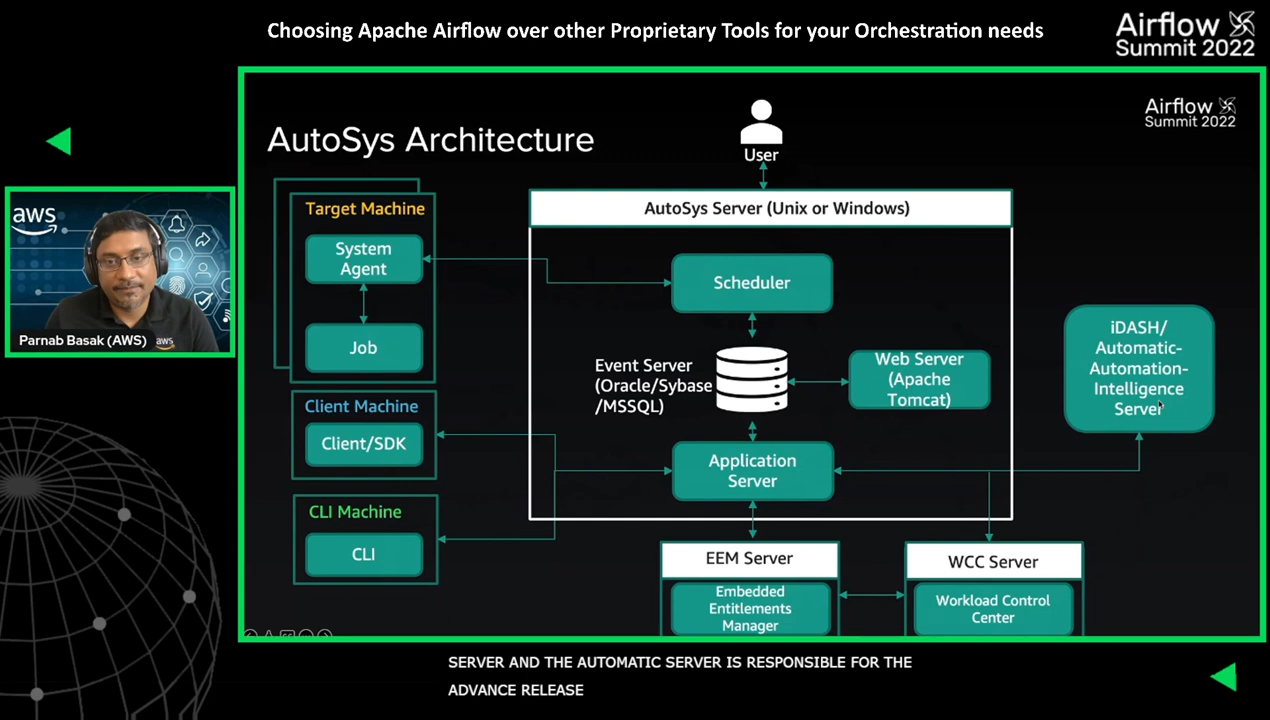 Choosing Apache Airflow over other Proprietary Tools for your Orchestration needs
Airflow
Summit 2022
Airflow
Summit 2022
AutoSys Architecture
User
AutoSys Server (Unix or Windows)
Target Machine
System
Agent
Job
Scheduler
Event Server
(Oracle/Sybase
/MSSQL)
Web Server
(Apache
Tomcat)
iDASH/
Automatic-
Automation-
Intelligence
Server
Client Machine
Client/SDK
Application
Server
CLI Machine
CLI
EEM Server
Embedded
Entitlements
Manager
WCC Server
Workload Control
Center
aws
aws
Parnab Basak (AWS)
SERVER AND THE AUTOMATIC SERVER IS RESPONSIBLE FOR THE
ADVANCE RELEASE